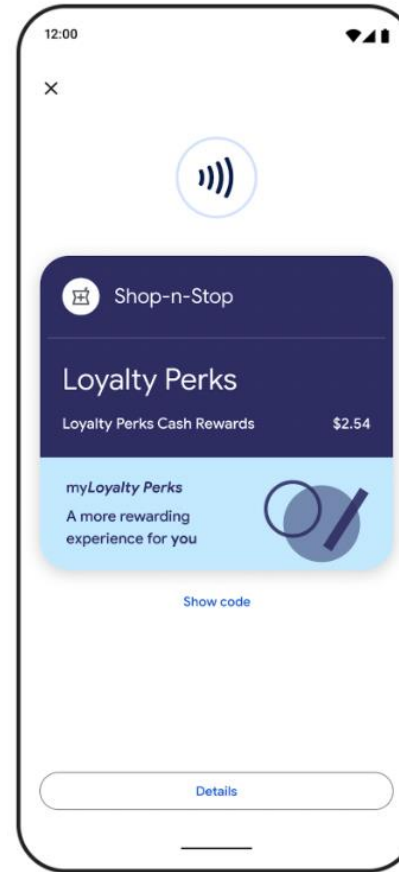 12:00
Shop-n-Stop
Loyalty Perks
Loyalty Perks Cash Rewards $2.54
myLoyalty Perks
A more rewarding
experience for you
Show code
Details